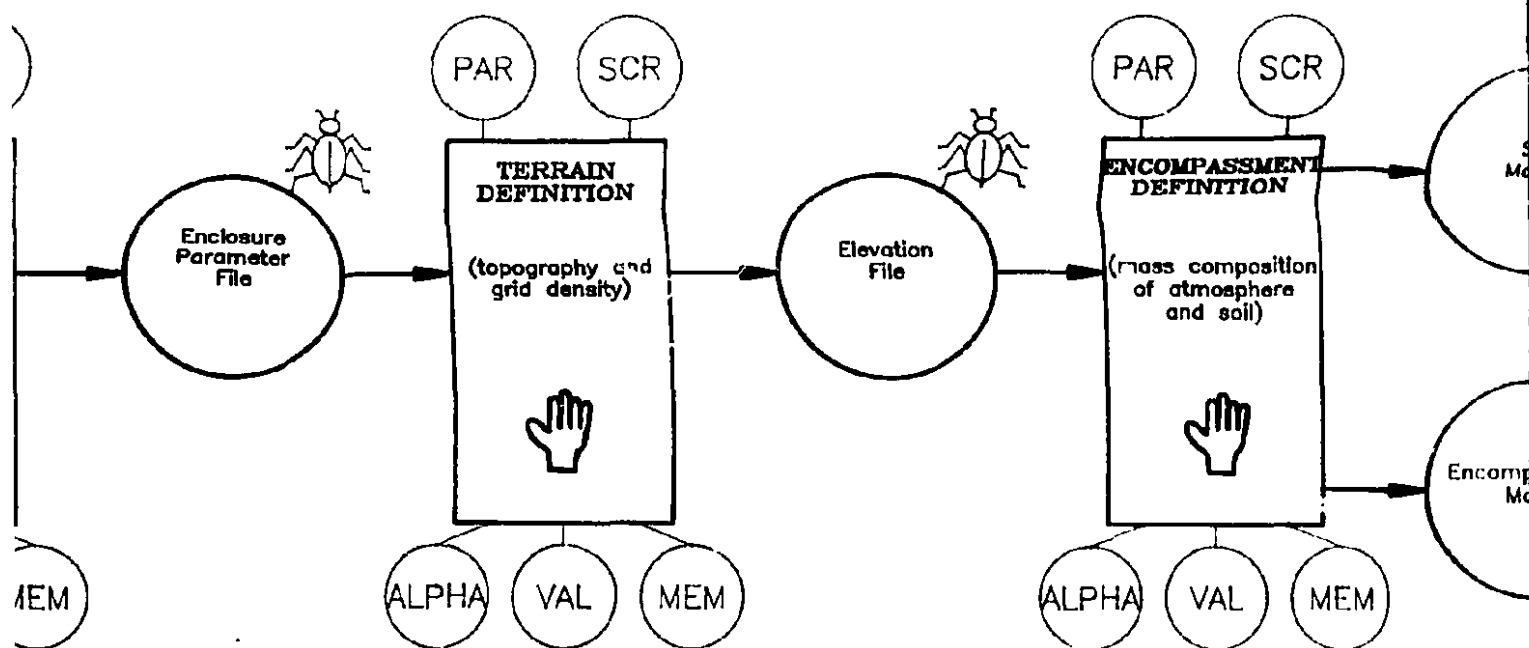 PAR
SCR
PAR
SCR
TERRAIN
DEFINITION
(topography and
grid density)
ENCOMPASSMENT
DEFINITION
(mass composition
of atmosphere
and soil)
Enclosure
Parameter
File
Elevation
File
MEM
ALPHA
VAL
MEM
ALPHA
VAL
MEM